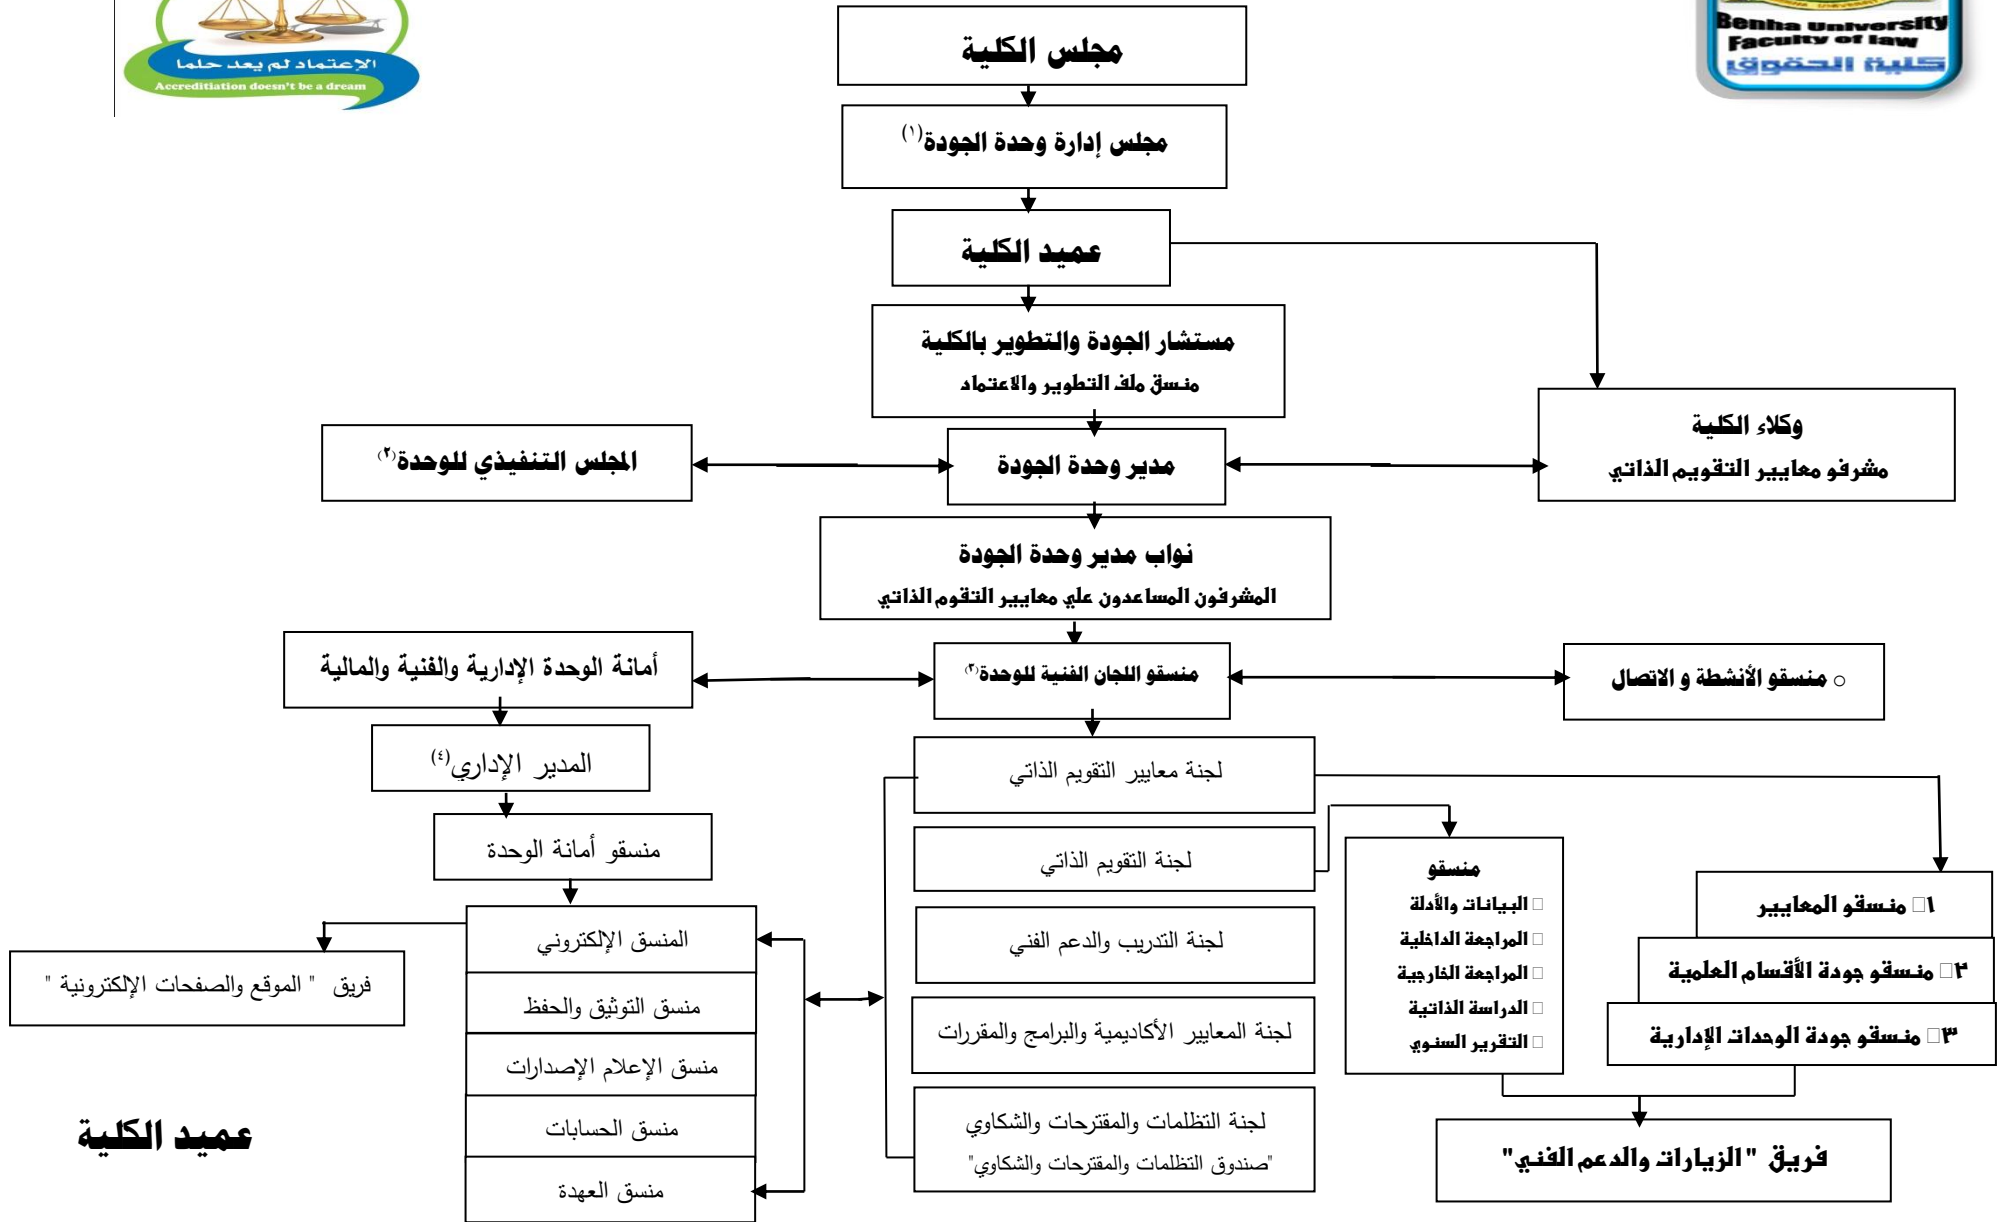 الإعتماد لم يعد حلما
Accreditiation doesn't be a dream
Benha University
Faculty of law
كلية الحقوق
مجلس الكلية
مجلس إدارة وحدة الجودة(١)
عميد الكلية
مستشار الجودة والتطوير بالكلية
منسق ملف التطوير والاعتماد
وكلاء الكلية
مشرفو معايير التقويم الذاتي
مدير وحدة الجودة
المجلس التنفيذي للوحدة(٢)
نواب مدير وحدة الجودة
المشرفون المساعدون علي معايير التقوم الذاتي
○ منسقو الأنشطة و الاتصال
منسقو اللجان الفنية للوحدة(٣)
أمانة الوحدة الإدارية والفنية والمالية
المدير الإداري(٤)
منسقو أمانة الوحدة
المنسق الإلكتروني
منسق التوثيق والحفظ
منسق الإعلام الإصدارات
منسق الحسابات
منسق العهدة
فريق " الموقع والصفحات الإلكترونية "
لجنة معايير التقويم الذاتي
لجنة التقويم الذاتي
لجنة التدريب والدعم الفني
لجنة المعايير الأكاديمية والبرامج والمقررات
لجنة التظلمات والمقترحات والشكاوي
"صندوق التظلمات والمقترحات والشكاوي"
منسقو
□ البيانات والأدلة
□ المراجعة الداخلية
□ المراجعة الخارجية
□ الدراسة الذاتية
□ التقرير السنوي
١□ منسقو المعايير
٢□ منسقو جودة الأقسام العلمية
٣□ منسقو جودة الوحدات الإدارية
فريق "الزيارات والدعم الفني"
عميد الكلية